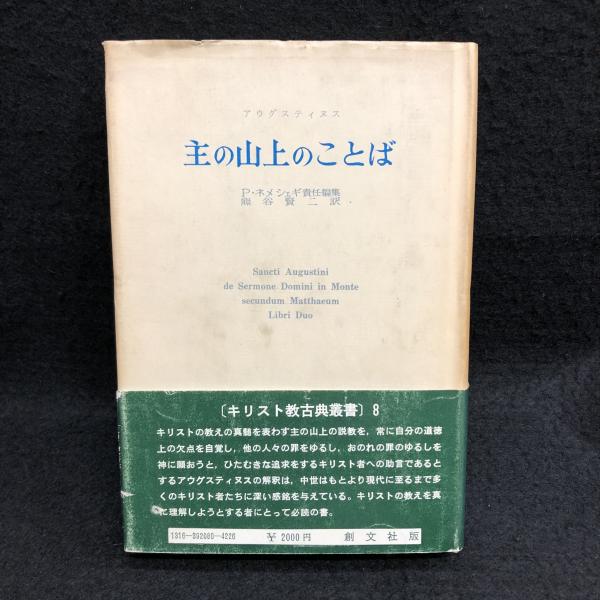 アウグスティヌス
主の山上のことば
P・ネメシェギ責任編集
熊谷賢二訳
Sancti Augustini
de Sermone Domini in Monte
secundum Matthaeum
Libri Duo
〔キリスト教古典叢書〕8
キリストの教えの真髄を表わす主の山上の説教を，常に自分の道徳
上の欠点を自覚し，他の人々の罪をゆるし，おのれの罪のゆるしを
神に願おうと，ひたむきな追求をするキリスト者への助言であると
するアウグスティヌスの解釈は，中世はもとより現代に至るまで多
くのキリスト者たちに深い感銘を与えている。キリストの教えを真
に理解しようとする者にとって必読の書。
1316—392080—4226 ￥2000円 創文社版